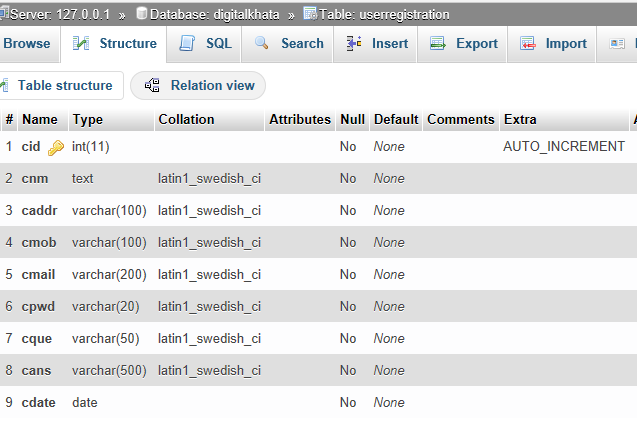 Server: 127.0.0.1 » Database: digitalkhata » Table: userregistration
Browse Structure SQL Search Insert Export Import
Table structure Relation view
# Name Type Collation Attributes Null Default Comments Extra
1 cid int(11) No None AUTO_INCREMENT
2 cnm text latin1_swedish_ci No None
3 caddr varchar(100) latin1_swedish_ci No None
4 cmob varchar(100) latin1_swedish_ci No None
5 cmail varchar(200) latin1_swedish_ci No None
6 cpwd varchar(20) latin1_swedish_ci No None
7 cque varchar(50) latin1_swedish_ci No None
8 cans varchar(500) latin1_swedish_ci No None
9 cdate date No None